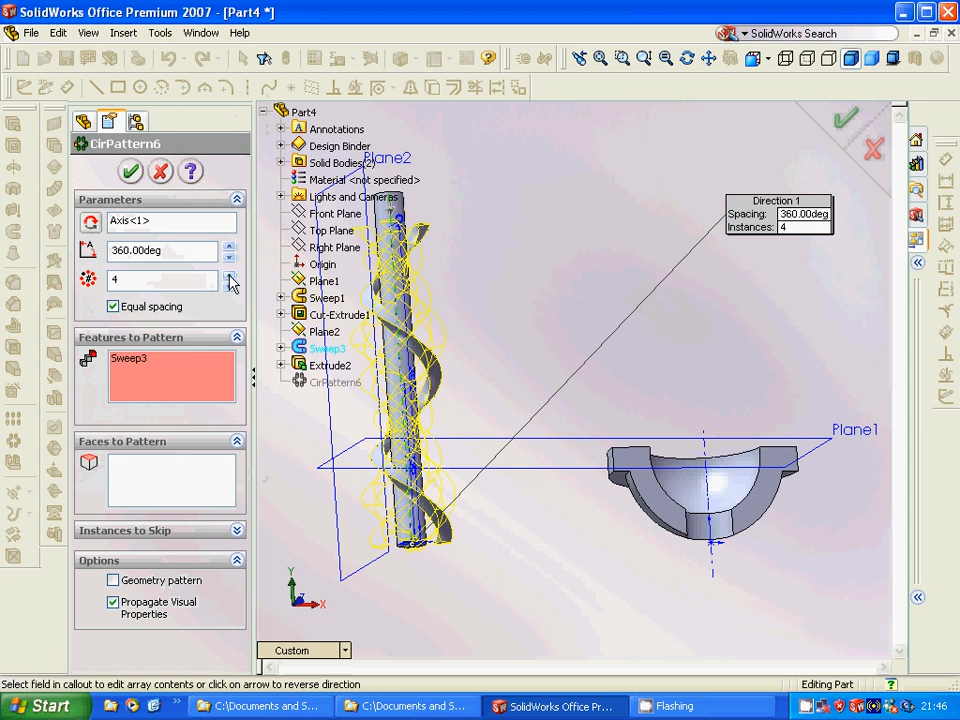 SolidWorks Office Premium 2007 - [Part4 *]
File Edit View Insert Tools Window Help
SolidWorks Search
CirPattern6
Parameters
Axis<1>
360.00deg
4
Equal spacing
Features to Pattern
Sweep3
Faces to Pattern
Instances to Skip
Options
Geometry pattern
Propagate Visual
Properties
Part4
Annotations
Design Binder
Solid Bodies(2)
Material <not specified>
Lights and Cameras
Front Plane
Top Plane
Right Plane
Origin
Plane1
Sweep1
Cut-Extrude1
Plane2
Sweep3
Extrude2
CirPattern6
Plane2
Direction 1
Spacing: 360.00deg
Instances: 4
Plane1
Y
X
Z
Custom
Select field in callout to edit array contents or click on arrow to reverse direction
Editing Part
Start
C:\Documents and S...
C:\Documents and S...
SolidWorks Office Pr...
Flashing
21:46